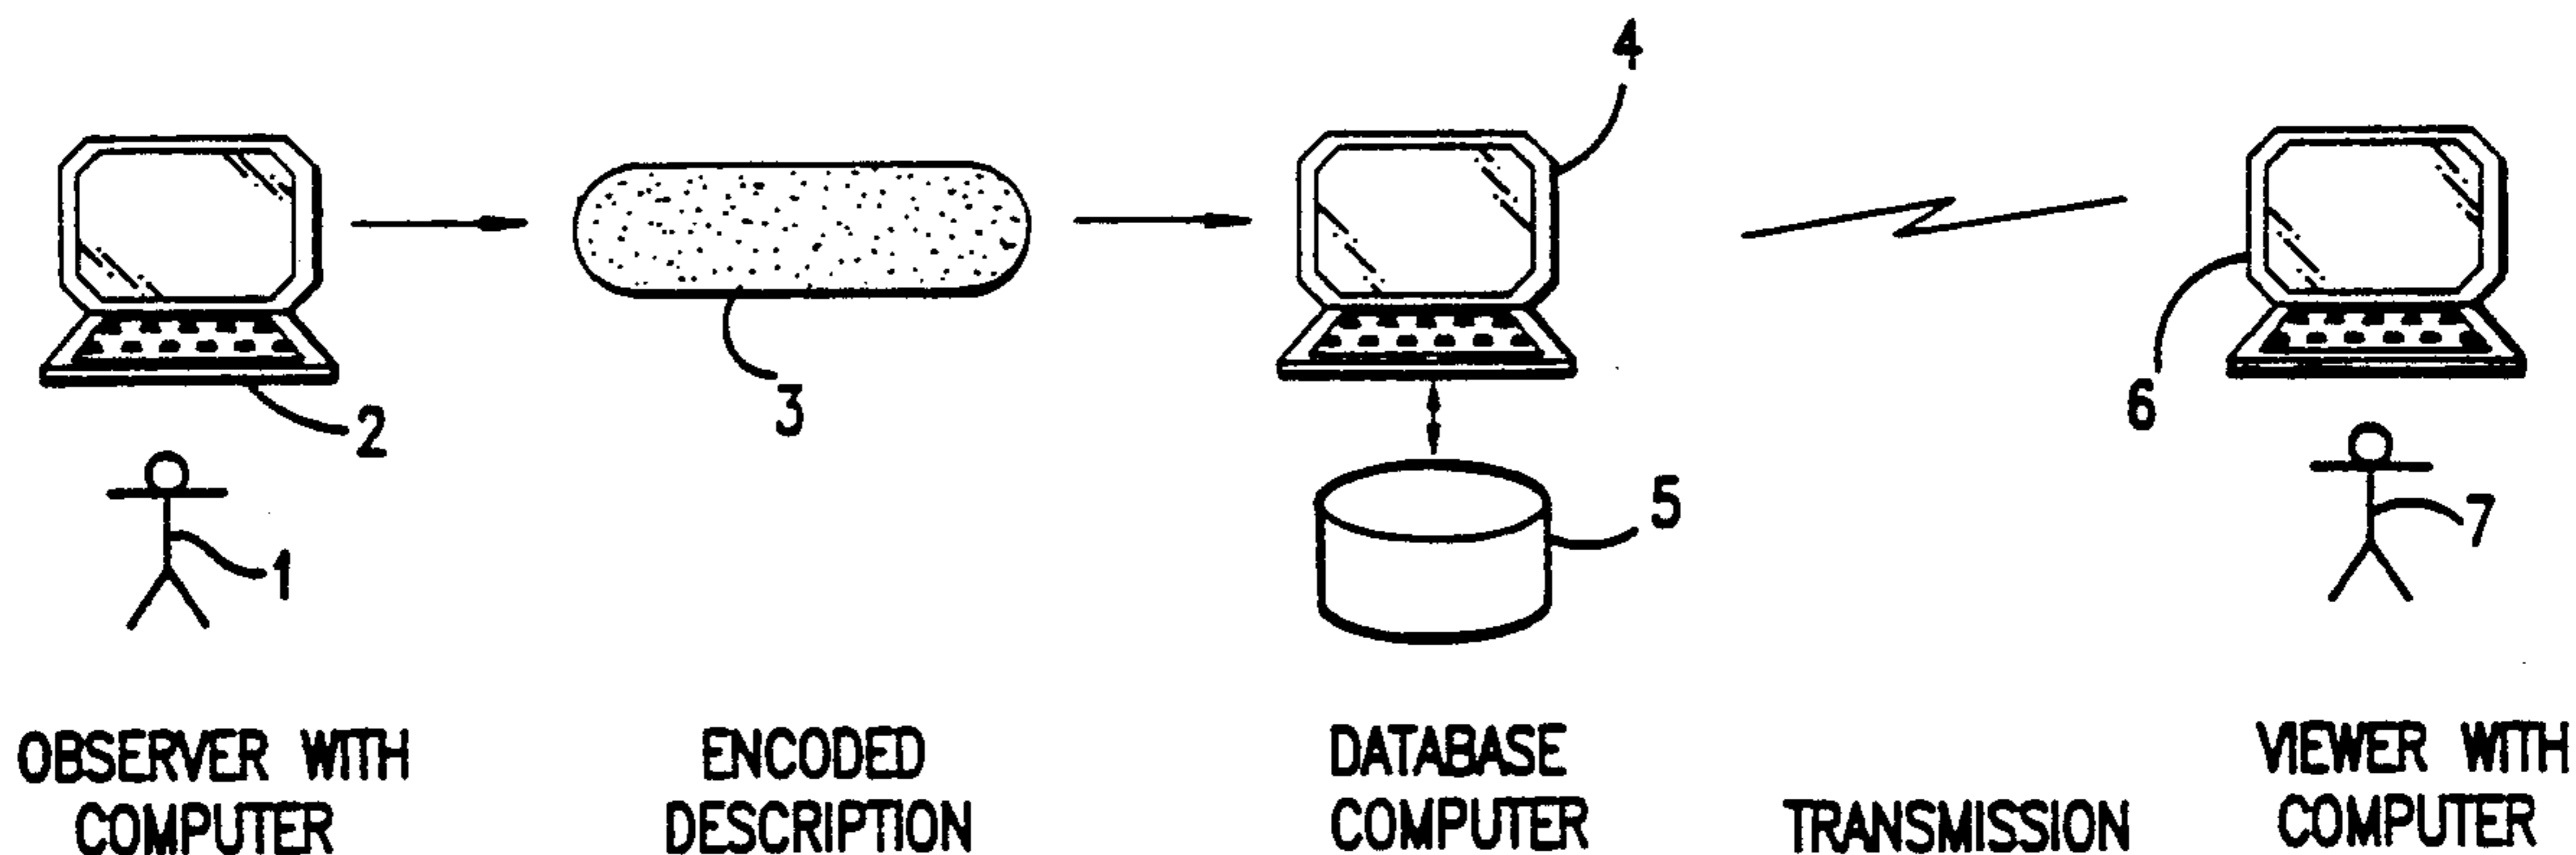 4
2
3
6
5
1
7
OBSERVER WITH
COMPUTER
ENCODED
DESCRIPTION
DATABASE
COMPUTER
TRANSMISSION
VIEWER WITH
COMPUTER